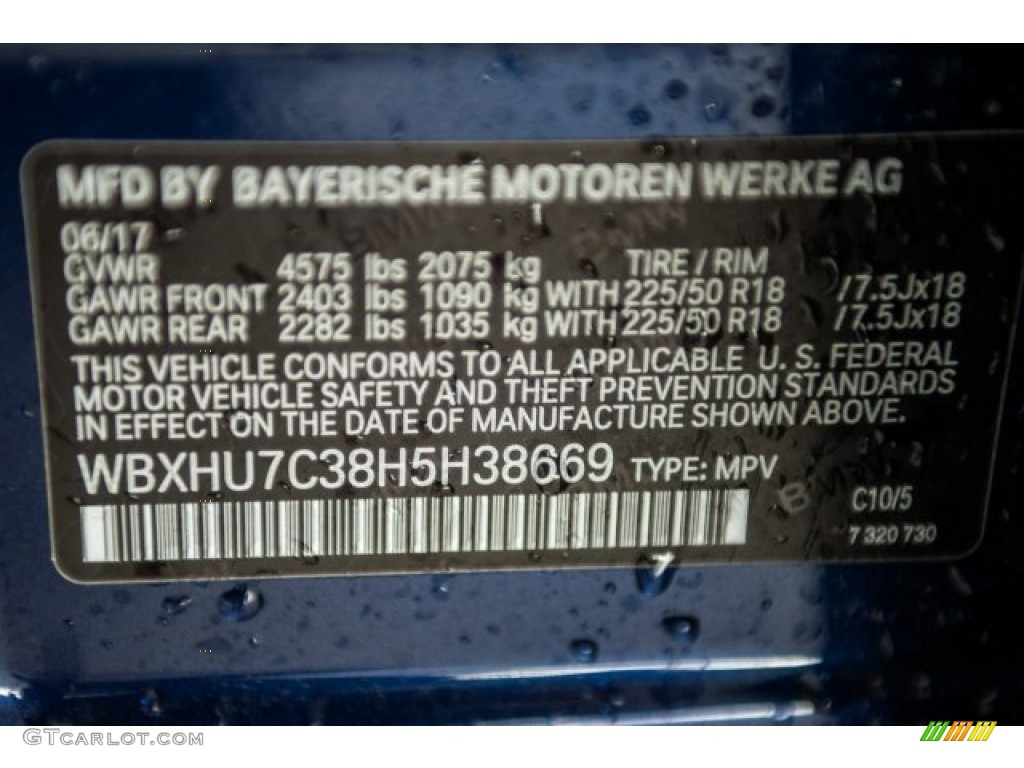 MFD BY BAYERISCHE MOTOREN WERKE AG
06/17
GVWR 4575 lbs 2075 kg TIRE / RIM
GAWR FRONT 2403 lbs 1090 kg WITH 225/50 R18 /7.5Jx18
GAWR REAR 2282 lbs 1035 kg WITH 225/50 R18 /7.5Jx18
THIS VEHICLE CONFORMS TO ALL APPLICABLE U. S. FEDERAL
MOTOR VEHICLE SAFETY AND THEFT PREVENTION STANDARDS
IN EFFECT ON THE DATE OF MANUFACTURE SHOWN ABOVE.
WBXHU7C38H5H38669 TYPE: MPV
C10/5
7 320 730
GTCarLot.com